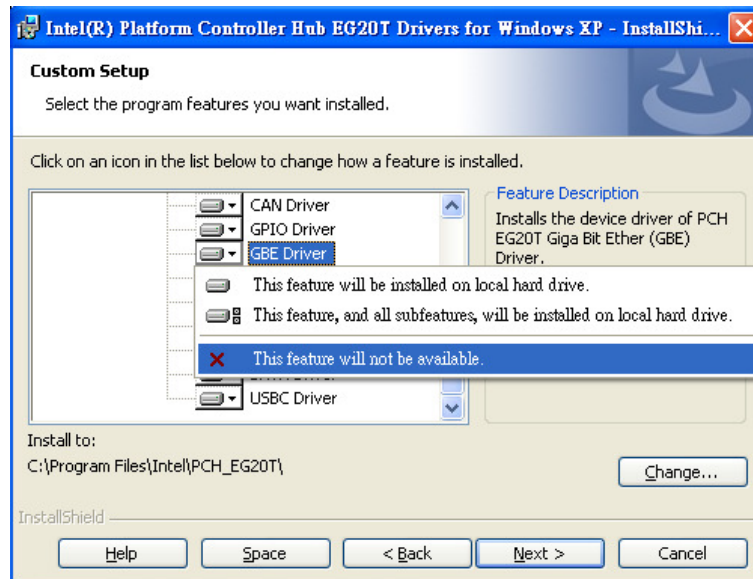 Intel(R) Platform Controller Hub EG20T Drivers for Windows XP - InstallShi...
Custom Setup
Select the program features you want installed.
Click on an icon in the list below to change how a feature is installed.
CAN Driver
GPIO Driver
GBE Driver
Feature Description
Installs the device driver of PCH
EG20T Giga Bit Ether (GBE)
Driver.
This feature will be installed on local hard drive.
This feature, and all subfeatures, will be installed on local hard drive.
This feature will not be available.
USBC Driver
Install to:
C:\Program Files\Intel\PCH_EG20T\
Change...
InstallShield
Help
Space
< Back
Next >
Cancel